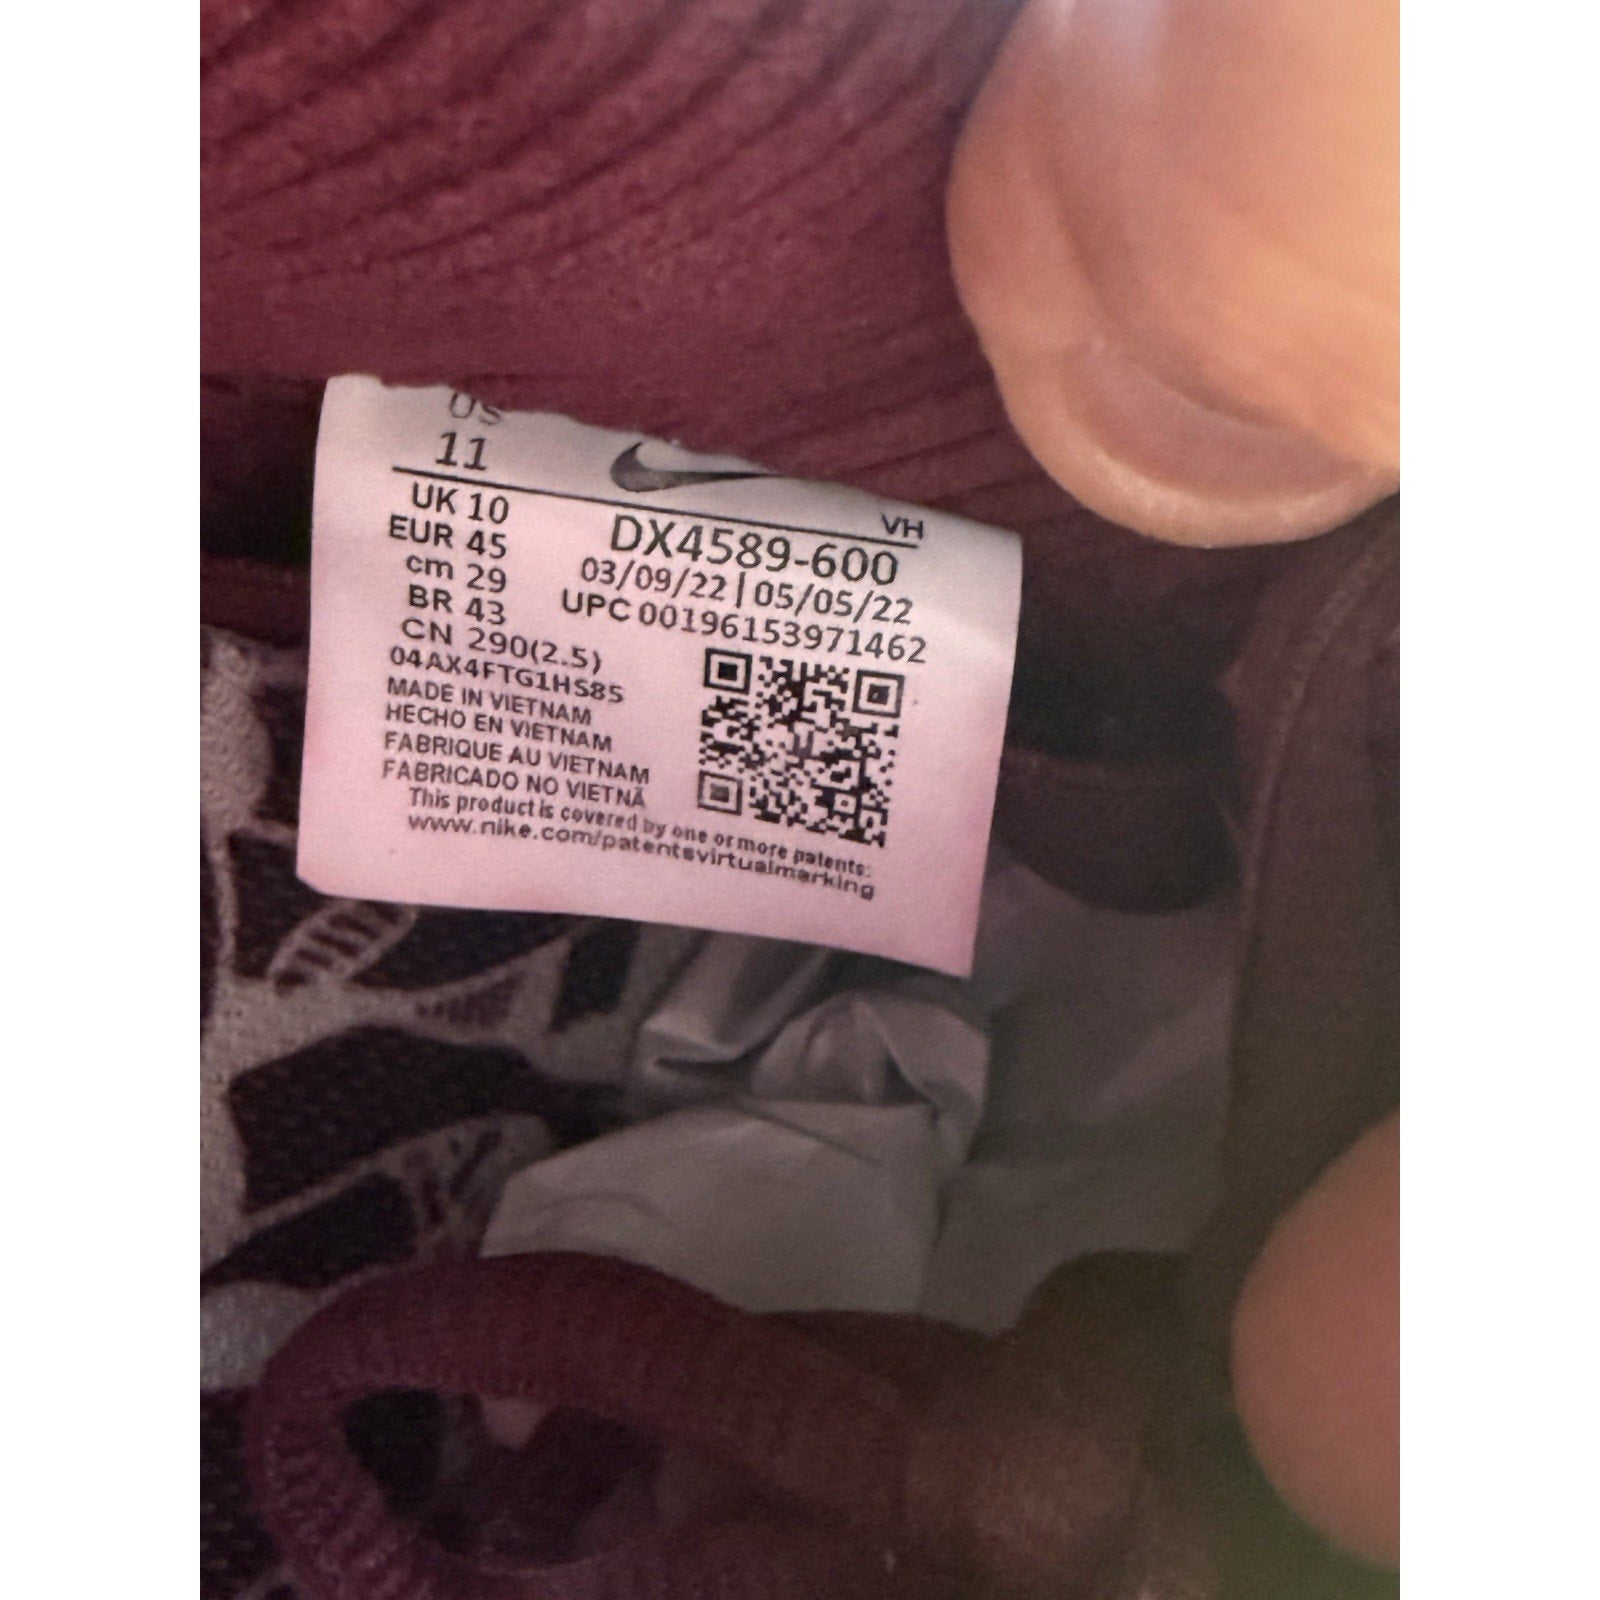 US
11
UK 10
EUR 45
cm 29
BR 43
CN 290(2.5)
VH
DX4589-600
03/09/22 | 05/05/22
UPC 00196153971462
04AX4FTG1HS8S
MADE IN VIETNAM
HECHO EN VIETNAM
FABRIQUE AU VIETNAM
FABRICADO NO VIETNÃ
This product is covered by one or more patents:
www.nike.com/patentsvirtualmarking